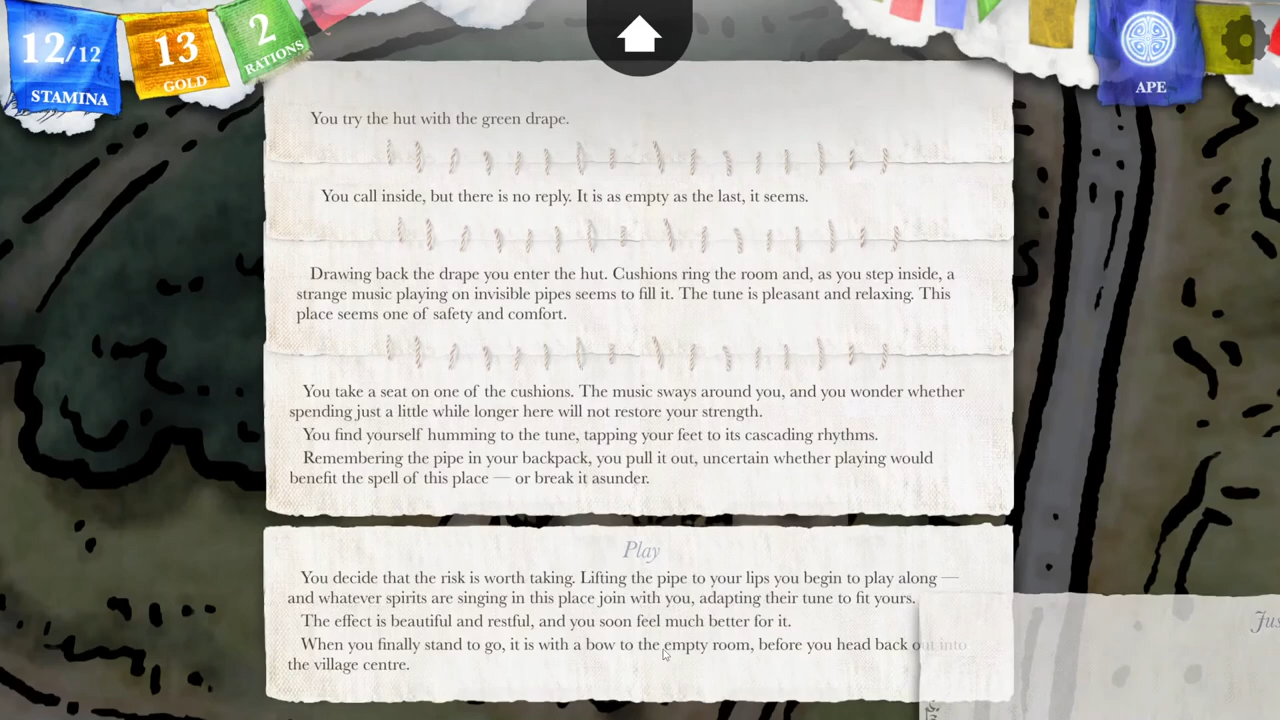 12/12
STAMINA
13
GOLD
2
RATIONS
APE
You try the hut with the green drape.
You call inside, but there is no reply. It is as empty as the last, it seems.
Drawing back the drape you enter the hut. Cushions ring the room and, as you step inside, a
strange music playing on invisible pipes seems to fill it. The tune is pleasant and relaxing. This
place seems one of safety and comfort.
You take a seat on one of the cushions. The music sways around you, and you wonder whether
spending just a little while longer here will not restore your strength.
You find yourself humming to the tune, tapping your feet to its cascading rhythms.
Remembering the pipe in your backpack, you pull it out, uncertain whether playing would
benefit the spell of this place — or break it asunder.
Play
You decide that the risk is worth taking. Lifting the pipe to your lips you begin to play along —
and whatever spirits are singing in this place join with you, adapting their tune to fit yours.
The effect is beautiful and restful, and you soon feel much better for it.
When you finally stand to go, it is with a bow to the empty room, before you head back out into
the village centre.